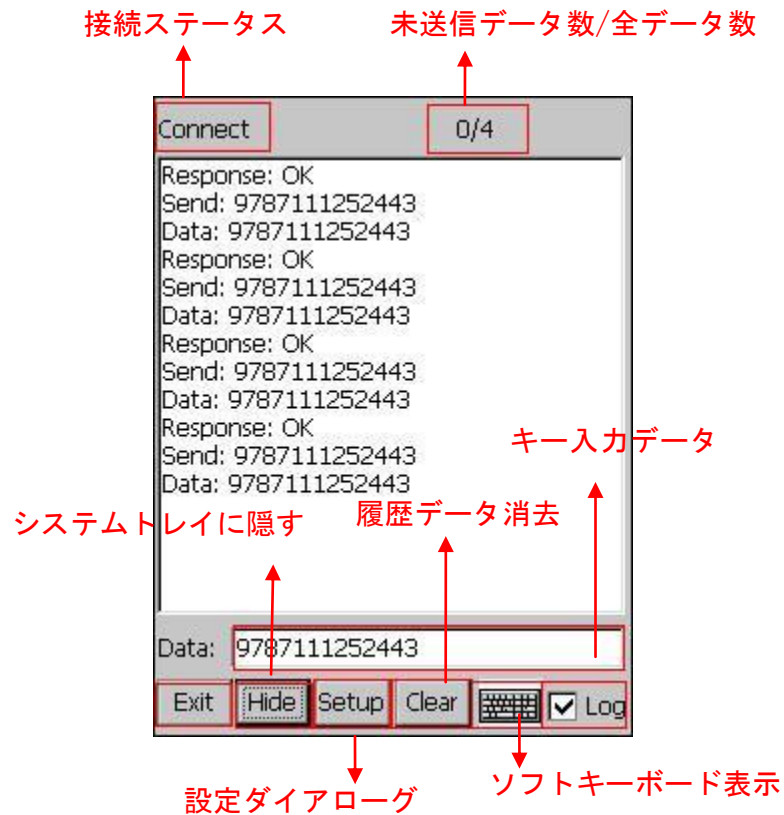 接続ステータス
未送信データ数/全データ数
Connect
0/4
Response: OK
Send: 9787111252443
Data: 9787111252443
Response: OK
Send: 9787111252443
Data: 9787111252443
Response: OK
Send: 9787111252443
Data: 9787111252443
Response: OK
Send: 9787111252443
Data: 9787111252443
キー入力データ
システムトレイに隠す
履歴データ消去
Data: 9787111252443
Exit Hide Setup Clear Log
設定ダイアローグ
ソフトキーボード表示